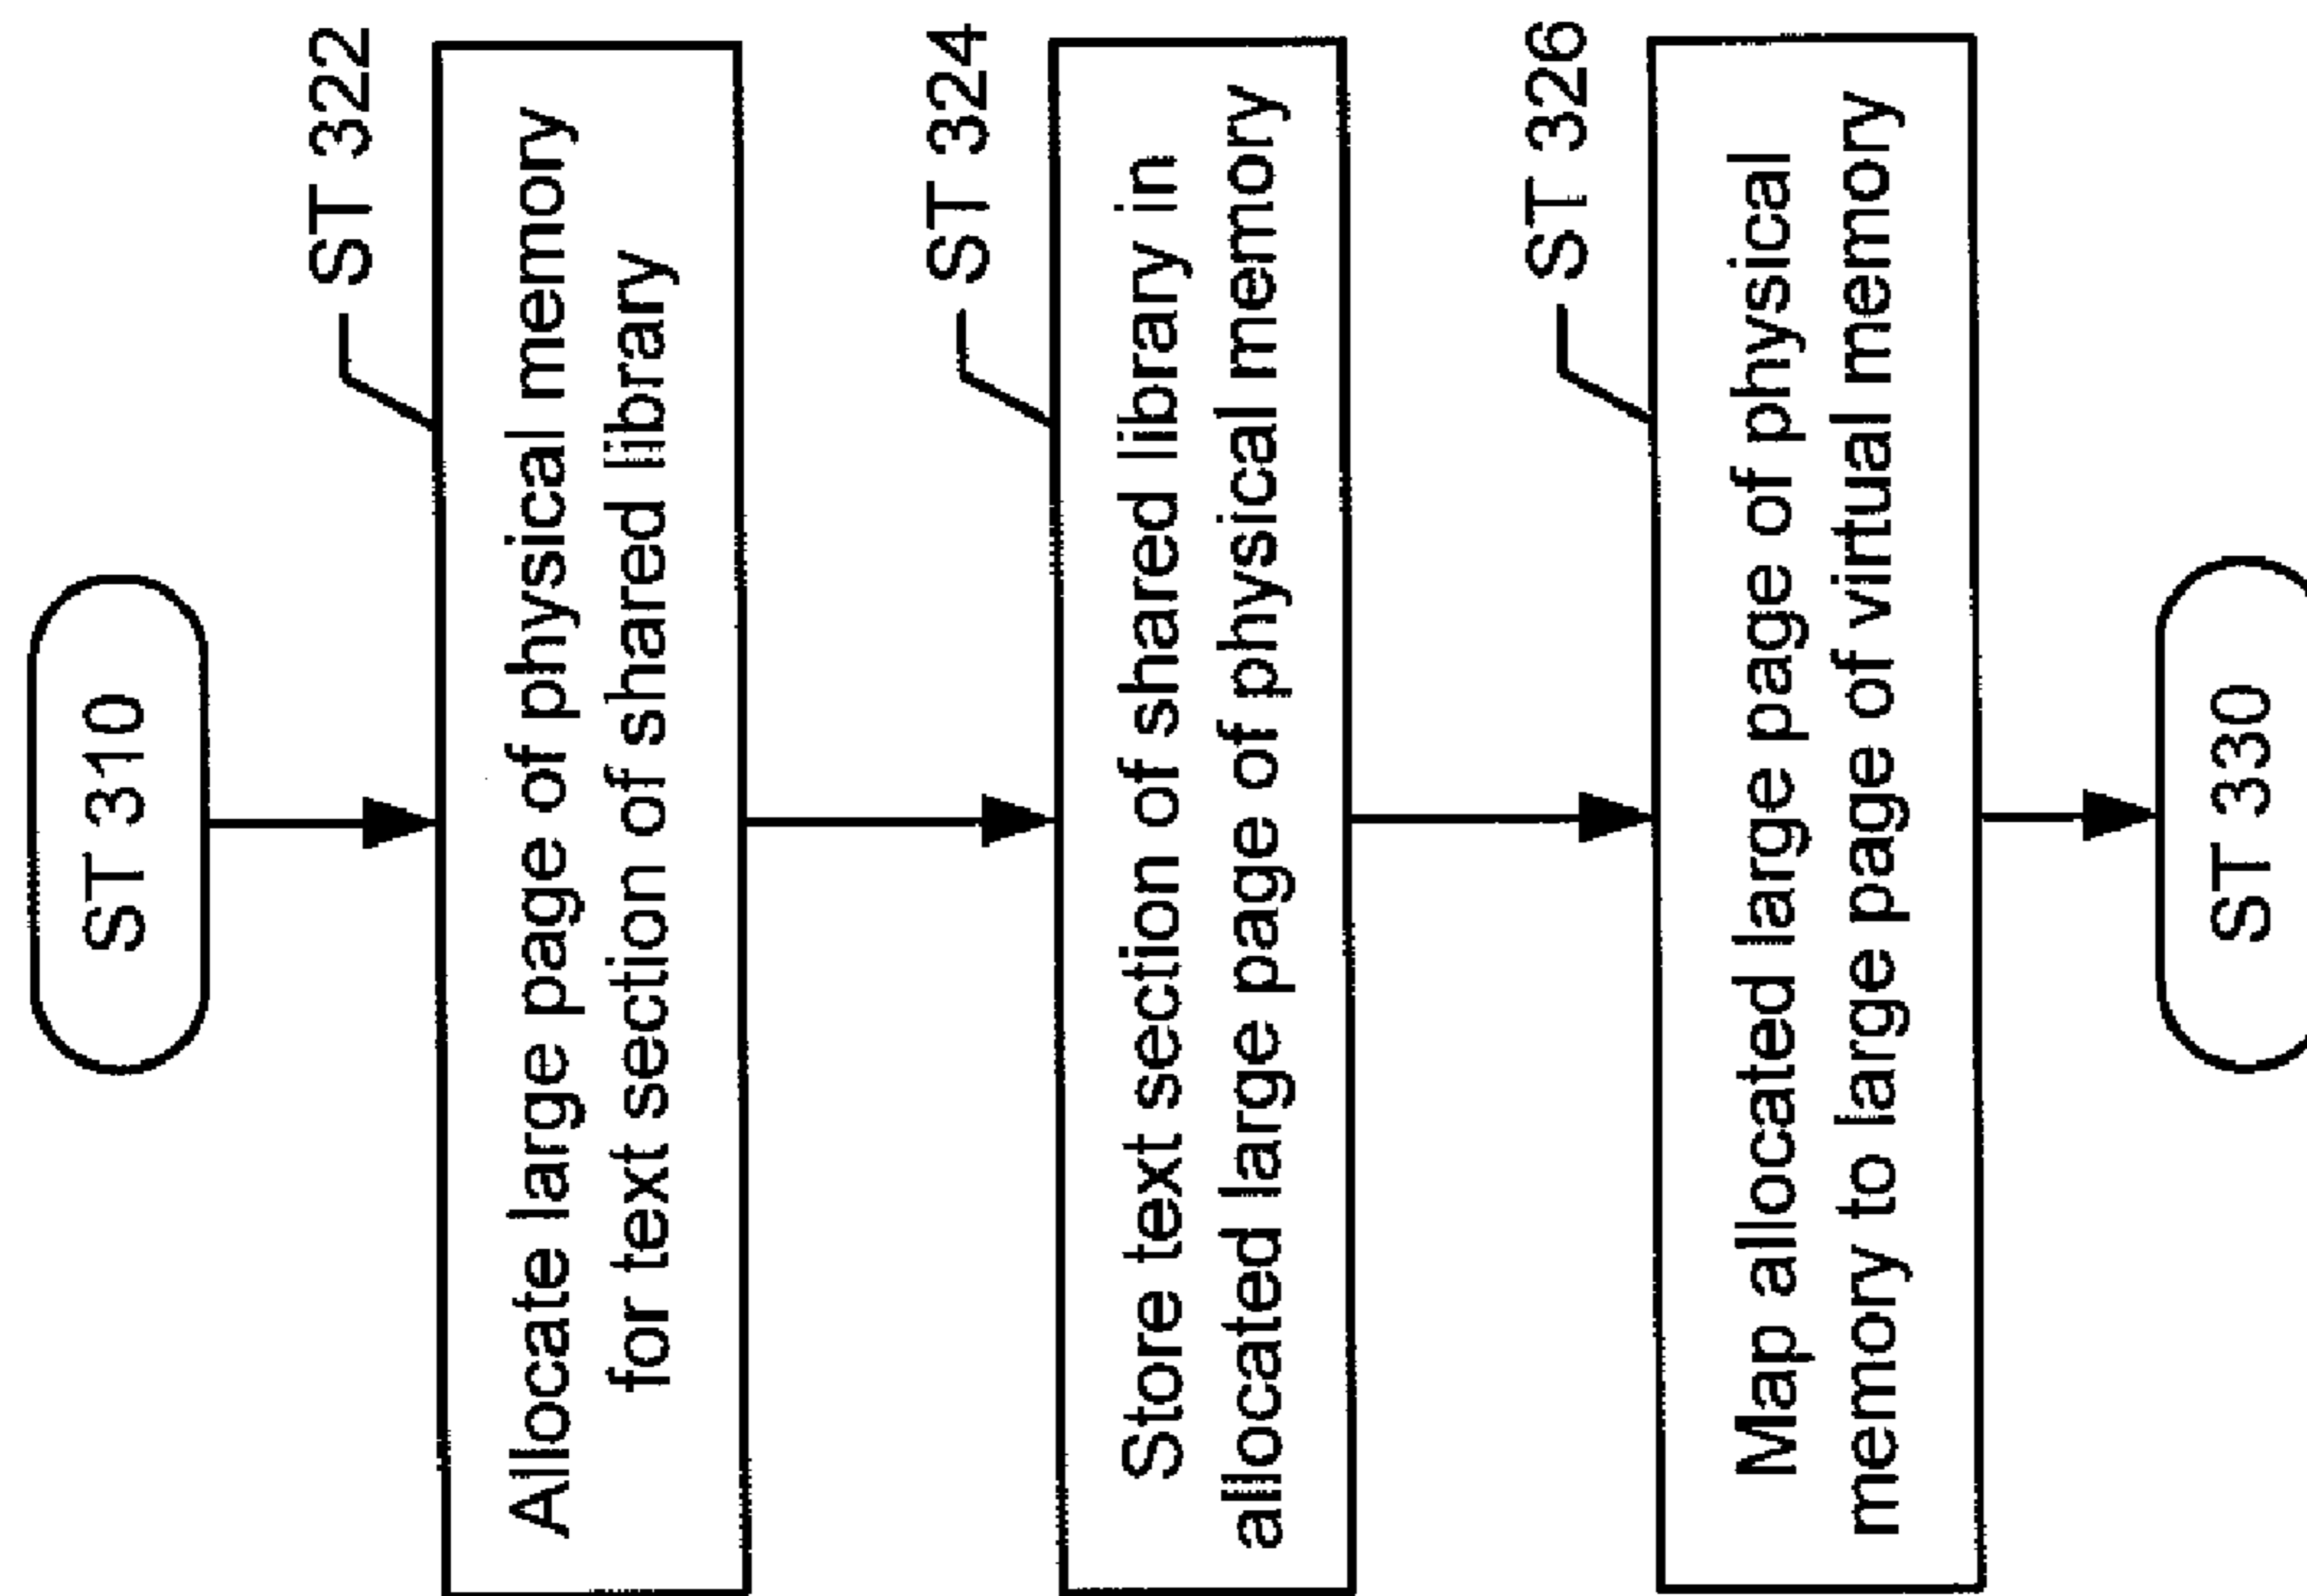 ST 310
ST 322
Allocate large page of physical memory
for text section of shared library
ST 324
Store text section of shared library in
allocated large page of physical memory
ST 326
Map allocated large page of physical
memory to large page of virtual memory
ST 330